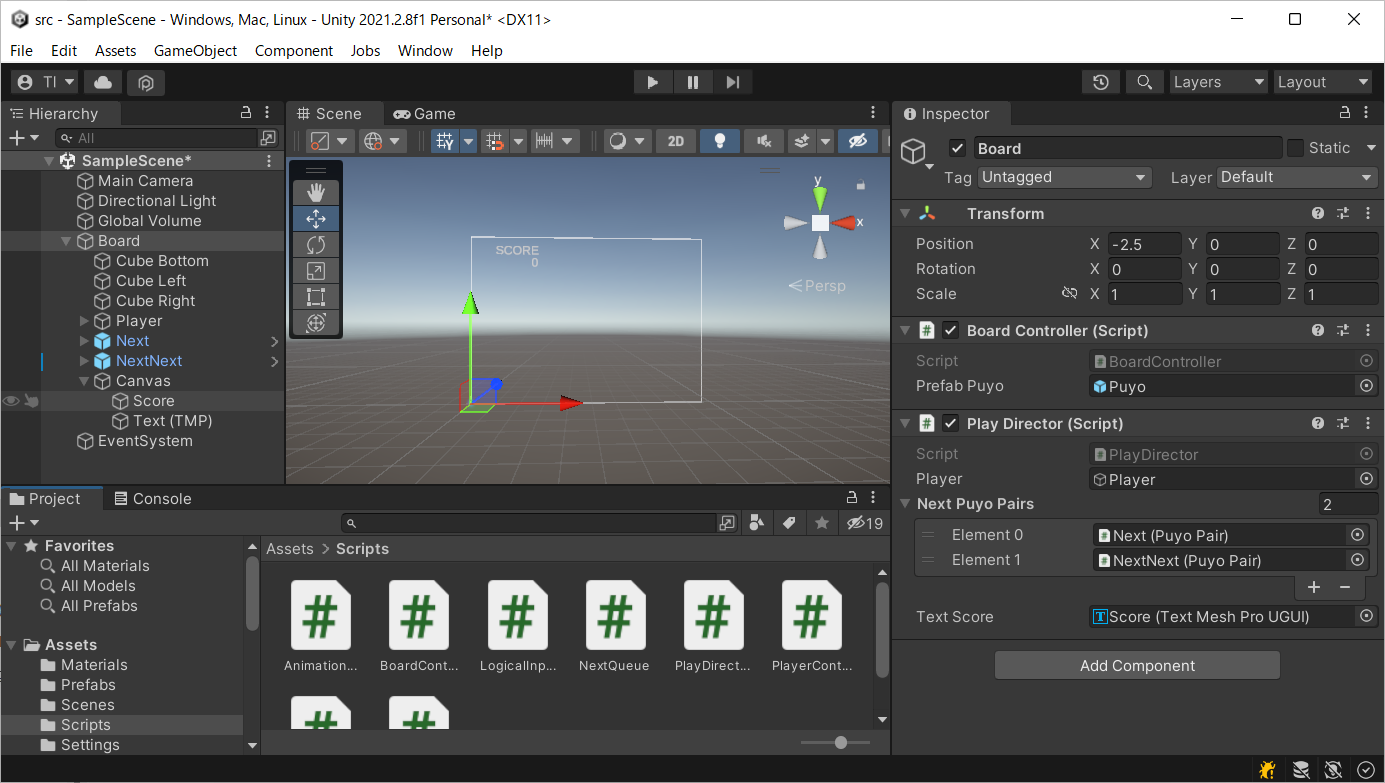 src - SampleScene - Windows, Mac, Linux - Unity 2021.2.8f1 Personal* <DX11>
File Edit Assets GameObject Component Jobs Window Help
TI Layers Layout
Hierarchy
All
SampleScene*
Main Camera
Directional Light
Global Volume
Board
Cube Bottom
Cube Left
Cube Right
Player
Next
NextNext
Canvas
Score
Text (TMP)
EventSystem
Scene Game
2D
SCORE
0
y
x
Persp
Inspector
Board Static
Tag Untagged Layer Default
Transform
Position X -2.5 Y 0 Z 0
Rotation X 0 Y 0 Z 0
Scale X 1 Y 1 Z 1
# Board Controller (Script)
Script # BoardController
Prefab Puyo Puyo
# Play Director (Script)
Script # PlayDirector
Player Player
Next Puyo Pairs 2
Element 0 # Next (Puyo Pair)
Element 1 # NextNext (Puyo Pair)
+ −
Text Score T Score (Text Mesh Pro UGUI)
Add Component
Project Console
19
Favorites
All Materials
All Models
All Prefabs
Assets
Materials
Prefabs
Scenes
Scripts
Settings
Assets > Scripts
# # # # # #
Animation... BoardCont... LogicalInp... NextQueue PlayDirect... PlayerCont...
# #